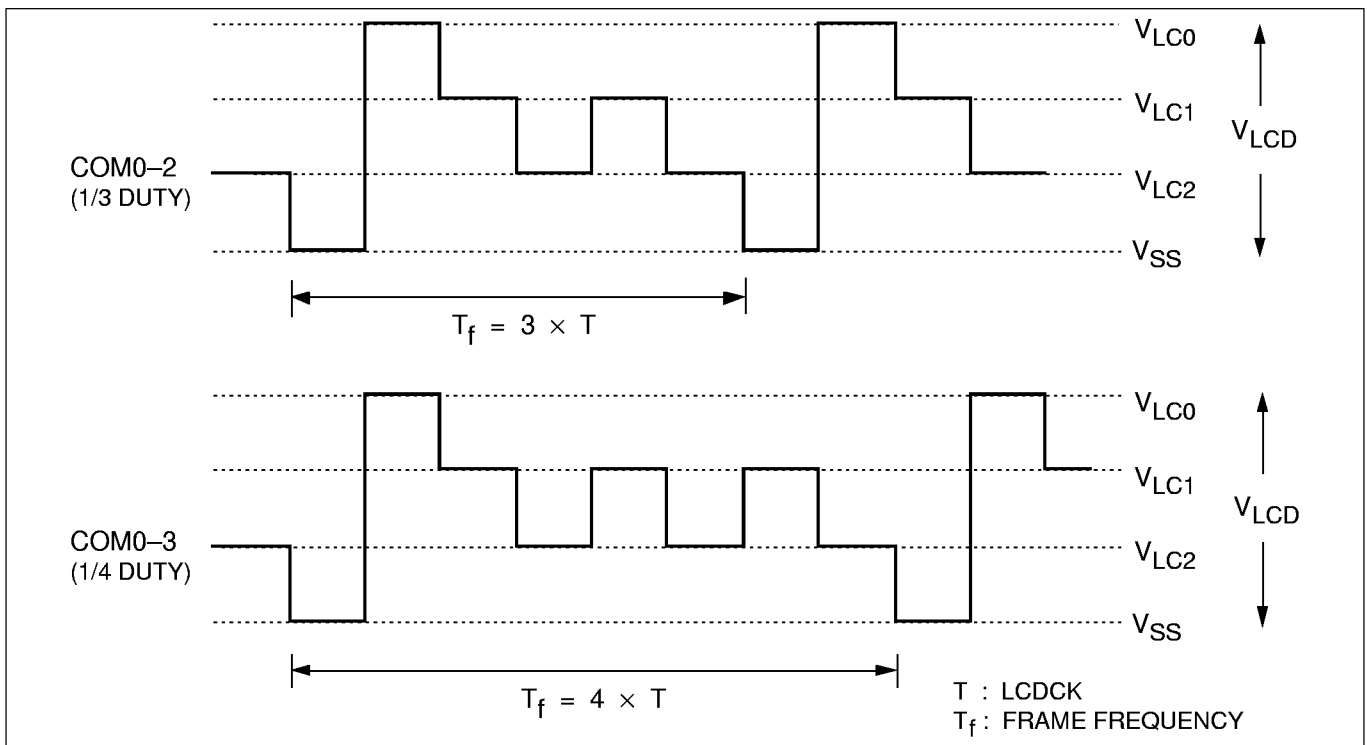 V_LC0
V_LC1
V_LCD
COM0–2
(1/3 DUTY)
V_LC2
V_SS
T_f = 3 × T
V_LC0
V_LC1
V_LCD
COM0–3
(1/4 DUTY)
V_LC2
V_SS
T_f = 4 × T
T : LCDCK
T_f : FRAME FREQUENCY